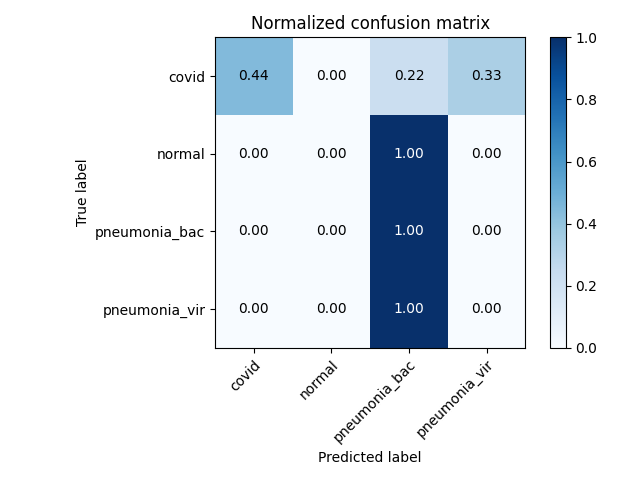 Normalized confusion matrix
covid 0.44 0.00 0.22 0.33
normal 0.00 0.00 1.00 0.00
pneumonia_bac 0.00 0.00 1.00 0.00
pneumonia_vir 0.00 0.00 1.00 0.00
True label
covid normal pneumonia_bac pneumonia_vir
Predicted label
1.0
0.8
0.6
0.4
0.2
0.0